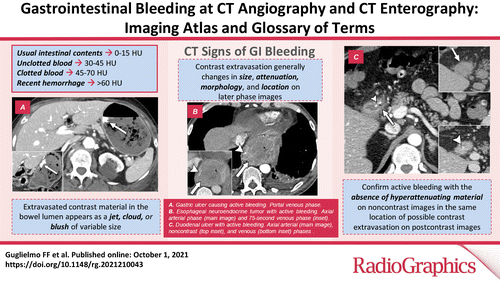 Gastrointestinal Bleeding at CT Angiography and CT Enterography:
Imaging Atlas and Glossary of Terms
Usual intestinal contents → 0-15 HU
Unclotted blood → 30-45 HU
Clotted blood → 45-70 HU
Recent hemorrhage → >60 HU
CT Signs of GI Bleeding
Contrast extravasation generally
changes in size, attenuation,
morphology, and location on
later phase images
A
B
C
Extravasated contrast material in
the bowel lumen appears as a jet, cloud, or
blush of variable size
A. Gastric ulcer causing active bleeding. Portal venous phase.
B. Esophageal neuroendocrine tumor with active bleeding. Axial
arterial phase (main image) and 75-second venous phase (inset).
C. Duodenal ulcer with active bleeding. Axial arterial (main image),
noncontrast (top inset), and venous (bottom inset) phases
Confirm active bleeding with the
absence of hyperattenuating material
on noncontrast images in the same
location of possible contrast
extravasation on postcontrast images
Guglielmo FF et al. Published online: October 1, 2021
https://doi.org/10.1148/rg.2021210043
RadioGraphics